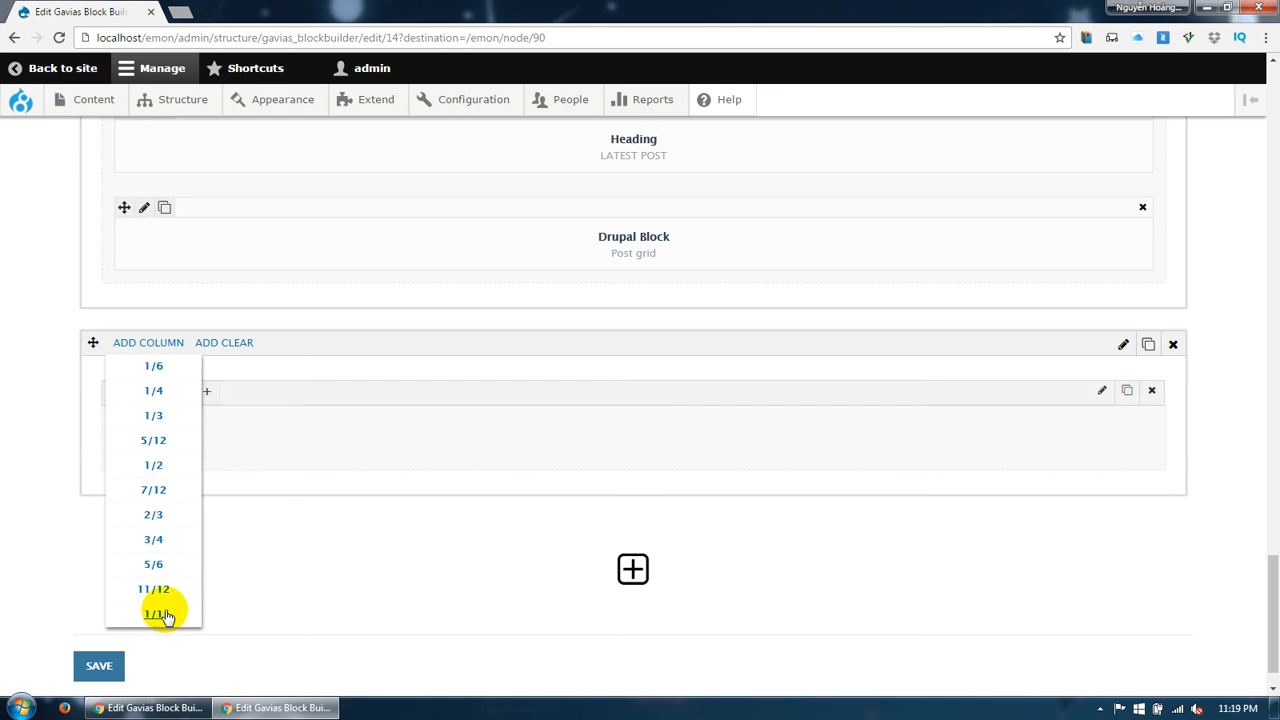 Edit Gavias Block Buil
Nguyen Hoang...
localhost/emon/admin/structure/gavias_blockbuilder/edit/14?destination=/emon/node/90
Back to site
Manage
Shortcuts
admin
Content
Structure
Appearance
Extend
Configuration
People
Reports
Help
Heading
LATEST POST
Drupal Block
Post grid
ADD COLUMN
ADD CLEAR
1/6
1/4
1/3
5/12
1/2
7/12
2/3
3/4
5/6
11/12
1/1
SAVE
Edit Gavias Block Bui...
Edit Gavias Block Bui...
11:19 PM